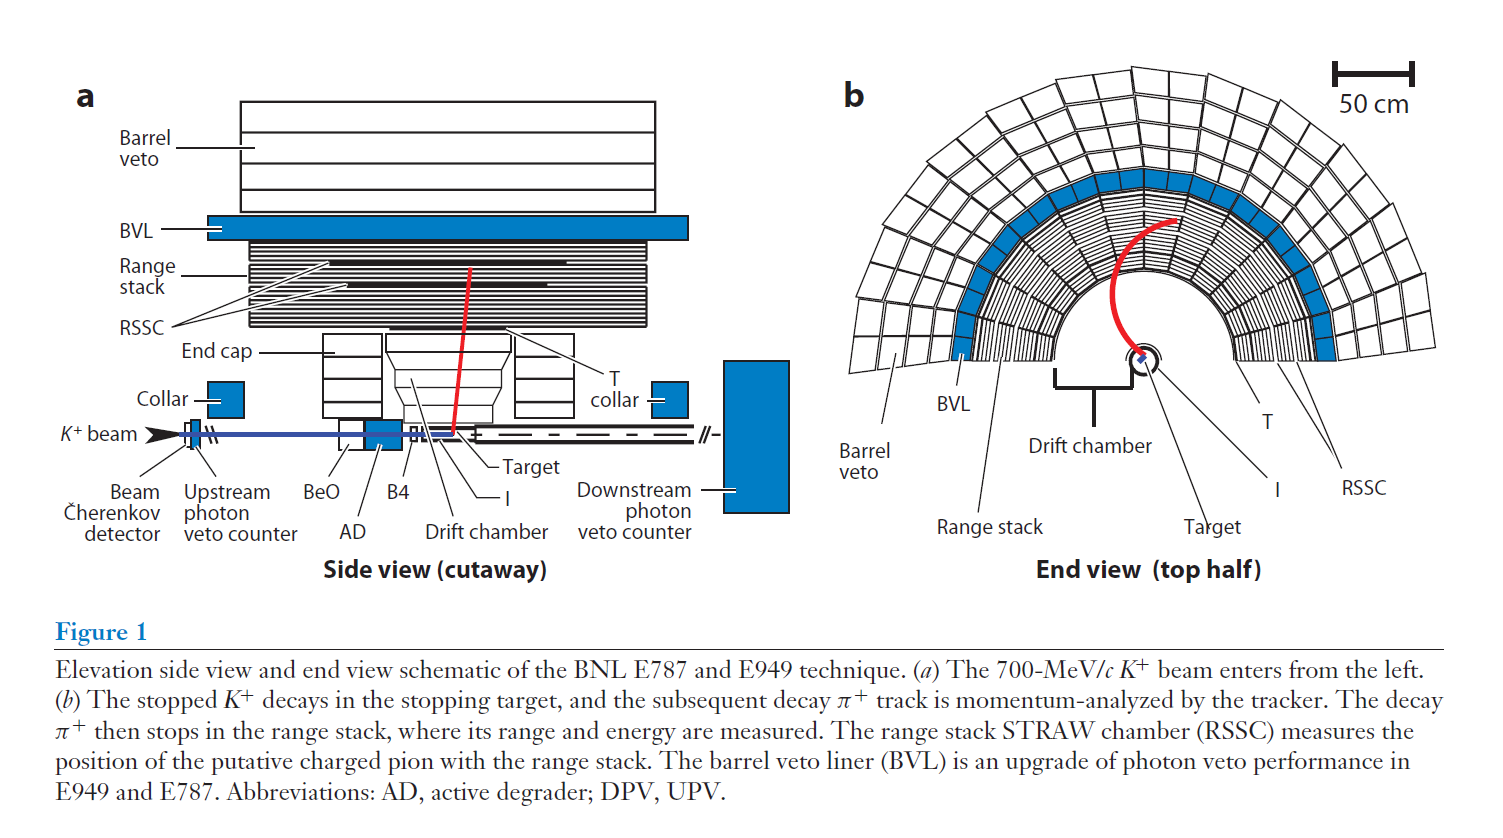 a
Barrel
veto
BVL
Range
stack
RSSC
End cap
Collar
K+ beam
T
collar
Target
I
Beam
Čherenkov
detector
Upstream
photon
veto counter
BeO
AD
B4
Drift chamber
Downstream
photon
veto counter
Side view (cutaway)
b
50 cm
BVL
Barrel
veto
Drift chamber
Range stack
Target
I
T
RSSC
End view (top half)
Figure 1
Elevation side view and end view schematic of the BNL E787 and E949 technique. (a) The 700-MeV/c K+ beam enters from the left.
(b) The stopped K+ decays in the stopping target, and the subsequent decay π+ track is momentum-analyzed by the tracker. The decay
π+ then stops in the range stack, where its range and energy are measured. The range stack STRAW chamber (RSSC) measures the
position of the putative charged pion with the range stack. The barrel veto liner (BVL) is an upgrade of photon veto performance in
E949 and E787. Abbreviations: AD, active degrader; DPV, UPV.